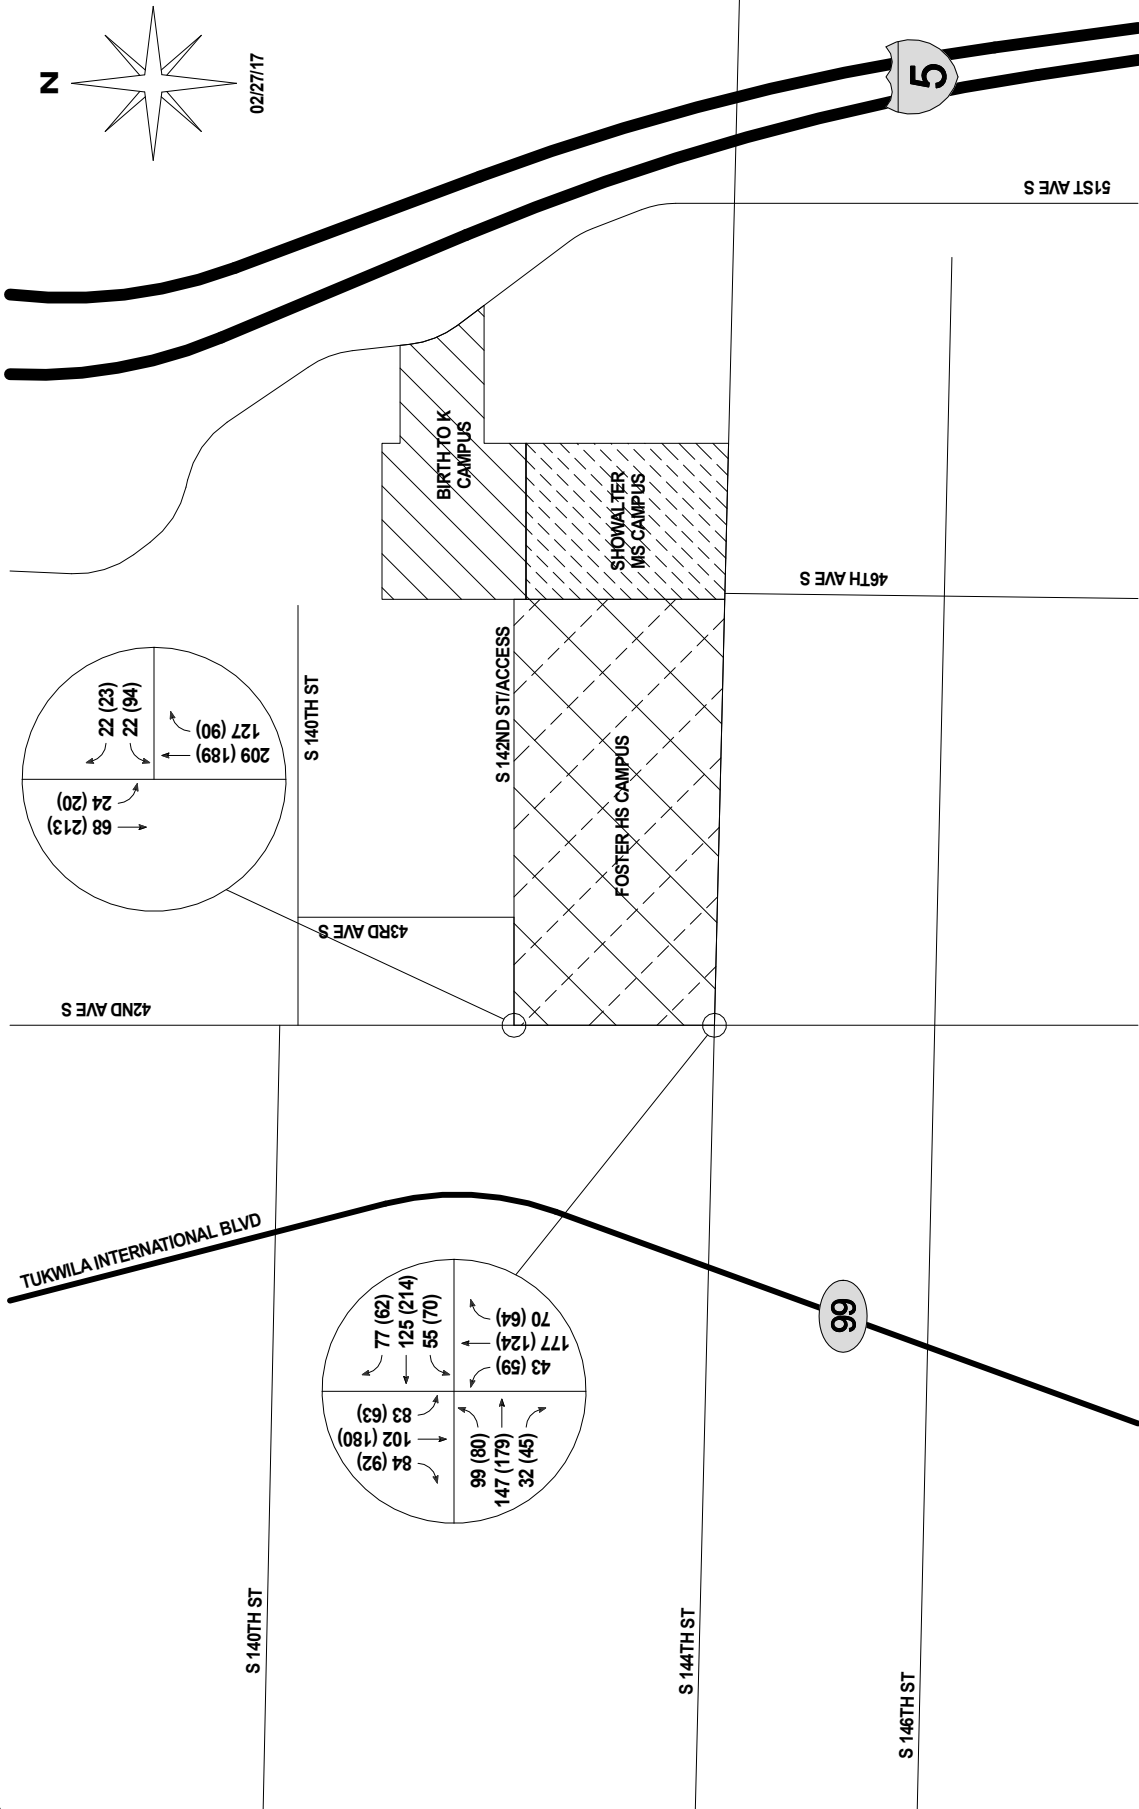 N
02/27/17
5
51ST AVE S
BIRTH TO K
CAMPUS
SHOWALTER
MS CAMPUS
46TH AVE S
22 (23)
22 (94)
127 (90)
209 (189)
24 (20)
68 (213)
S 140TH ST
S 142ND ST/ACCESS
FOSTER HS CAMPUS
43RD AVE S
42ND AVE S
TUKWILA INTERNATIONAL BLVD
77 (62)
125 (214)
55 (70)
70 (64)
177 (124)
43 (59)
83 (63)
102 (180)
84 (92)
99 (80)
147 (179)
32 (45)
99
S 140TH ST
S 144TH ST
S 146TH ST